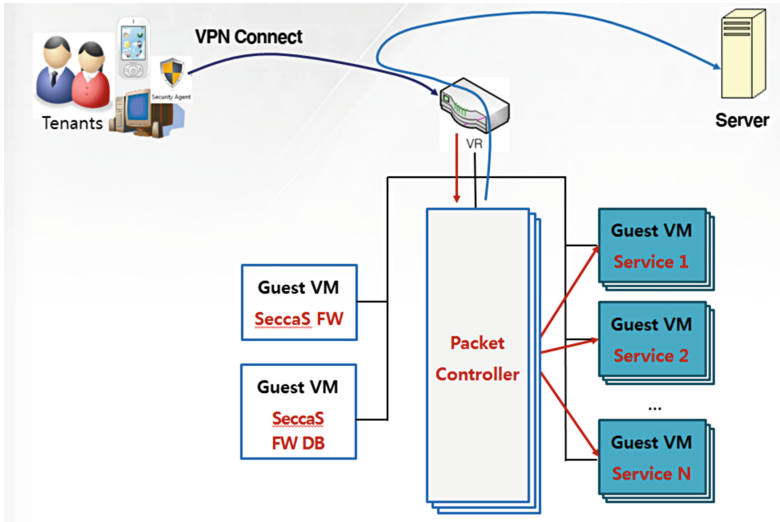 VPN Connect
Security Agent
Tenants
Server
VR
Guest VM
SeccaS FW
Guest VM
SeccaS
FW DB
Packet
Controller
Guest VM
Service 1
Guest VM
Service 2
...
Guest VM
Service N